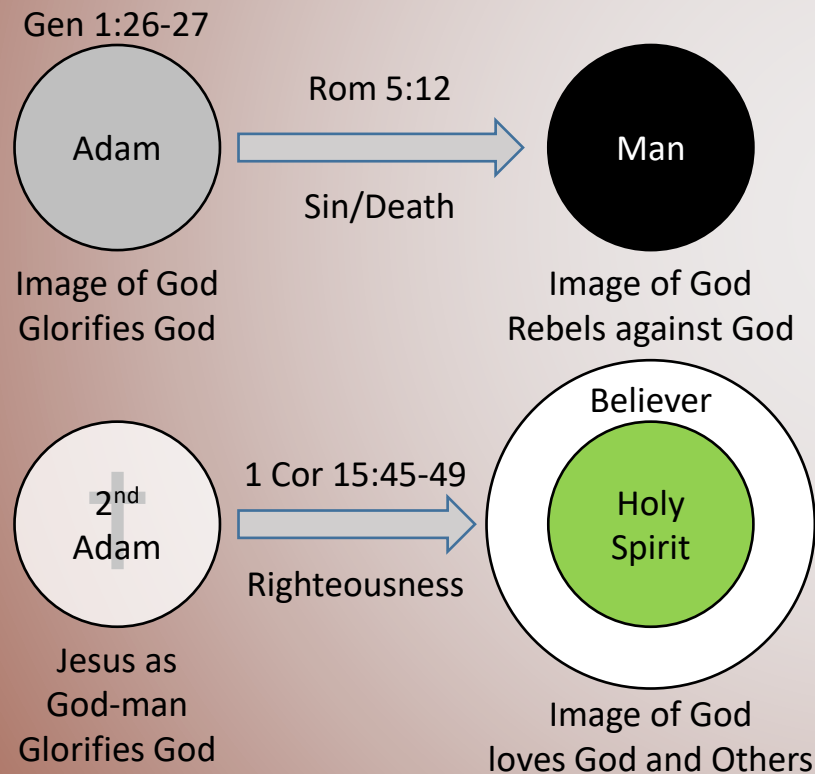 Gen 1:26-27
Adam
Image of God
Glorifies God
Rom 5:12
Sin/Death
Man
Image of God
Rebels against God
2nd
Adam
Jesus as
God-man
Glorifies God
1 Cor 15:45-49
Righteousness
Believer
Holy
Spirit
Image of God
loves God and Others